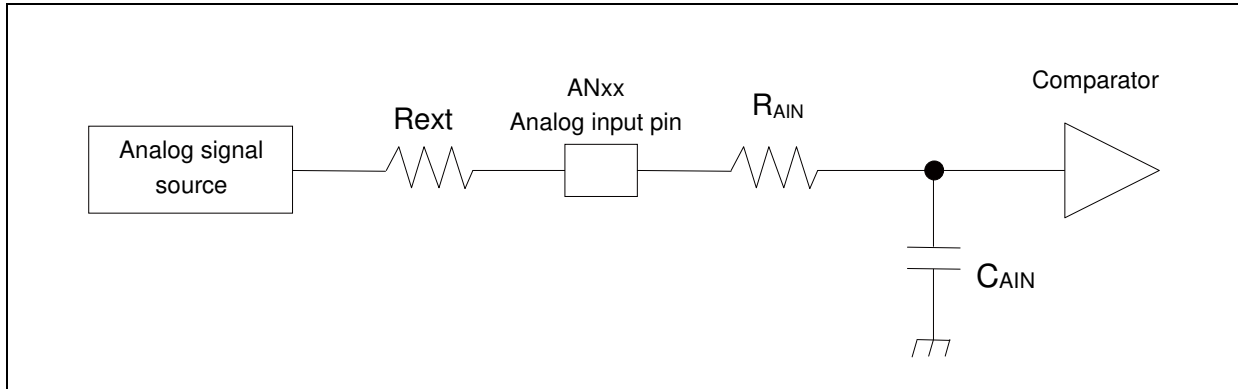 Analog signal
source
Rext
ANxx
Analog input pin
RAIN
Comparator
CAIN